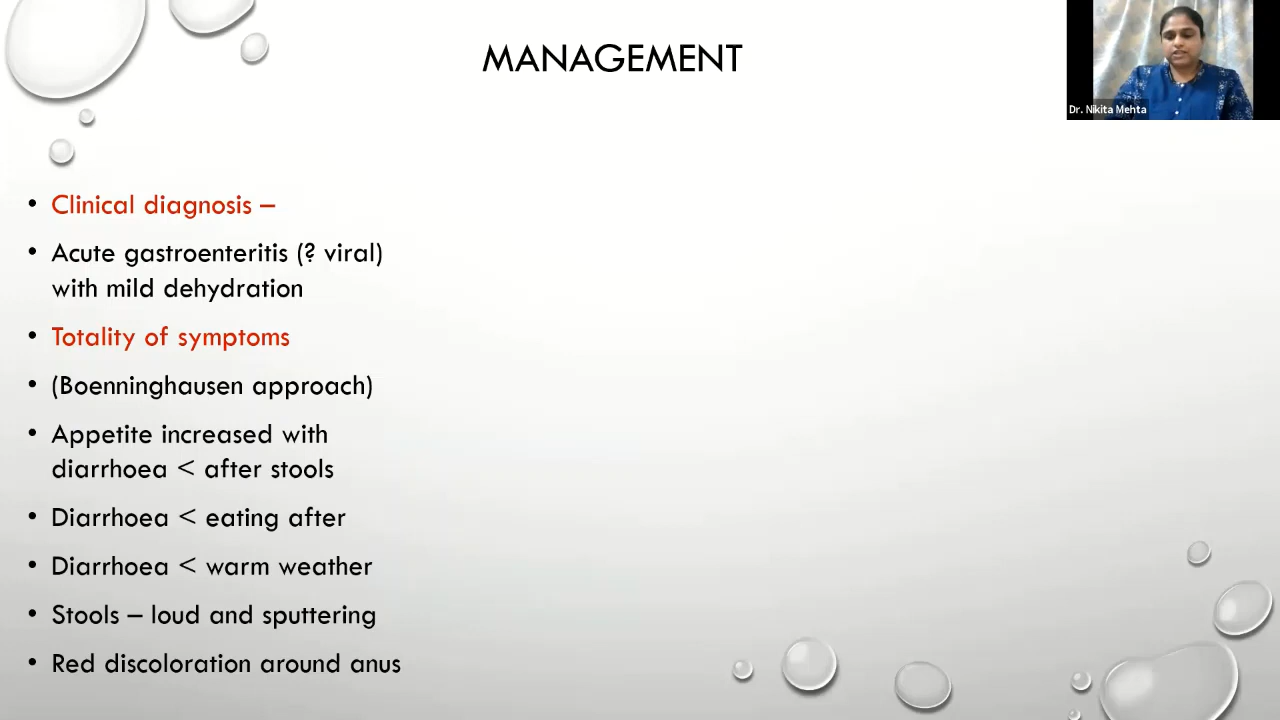 MANAGEMENT
Dr. Nikita Mehta
• Clinical diagnosis –
• Acute gastroenteritis (? viral)
with mild dehydration
• Totality of symptoms
• (Boenninghausen approach)
• Appetite increased with
diarrhoea < after stools
• Diarrhoea < eating after
• Diarrhoea < warm weather
• Stools – loud and sputtering
• Red discoloration around anus